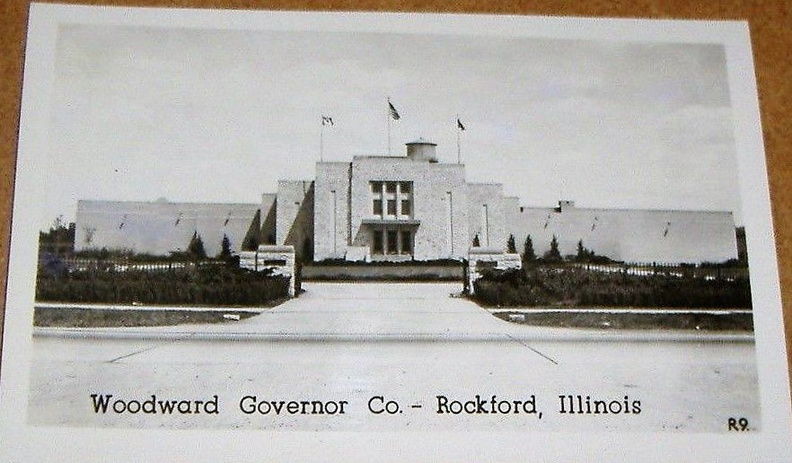 Woodward Governor Co. - Rockford, Illinois
R9.